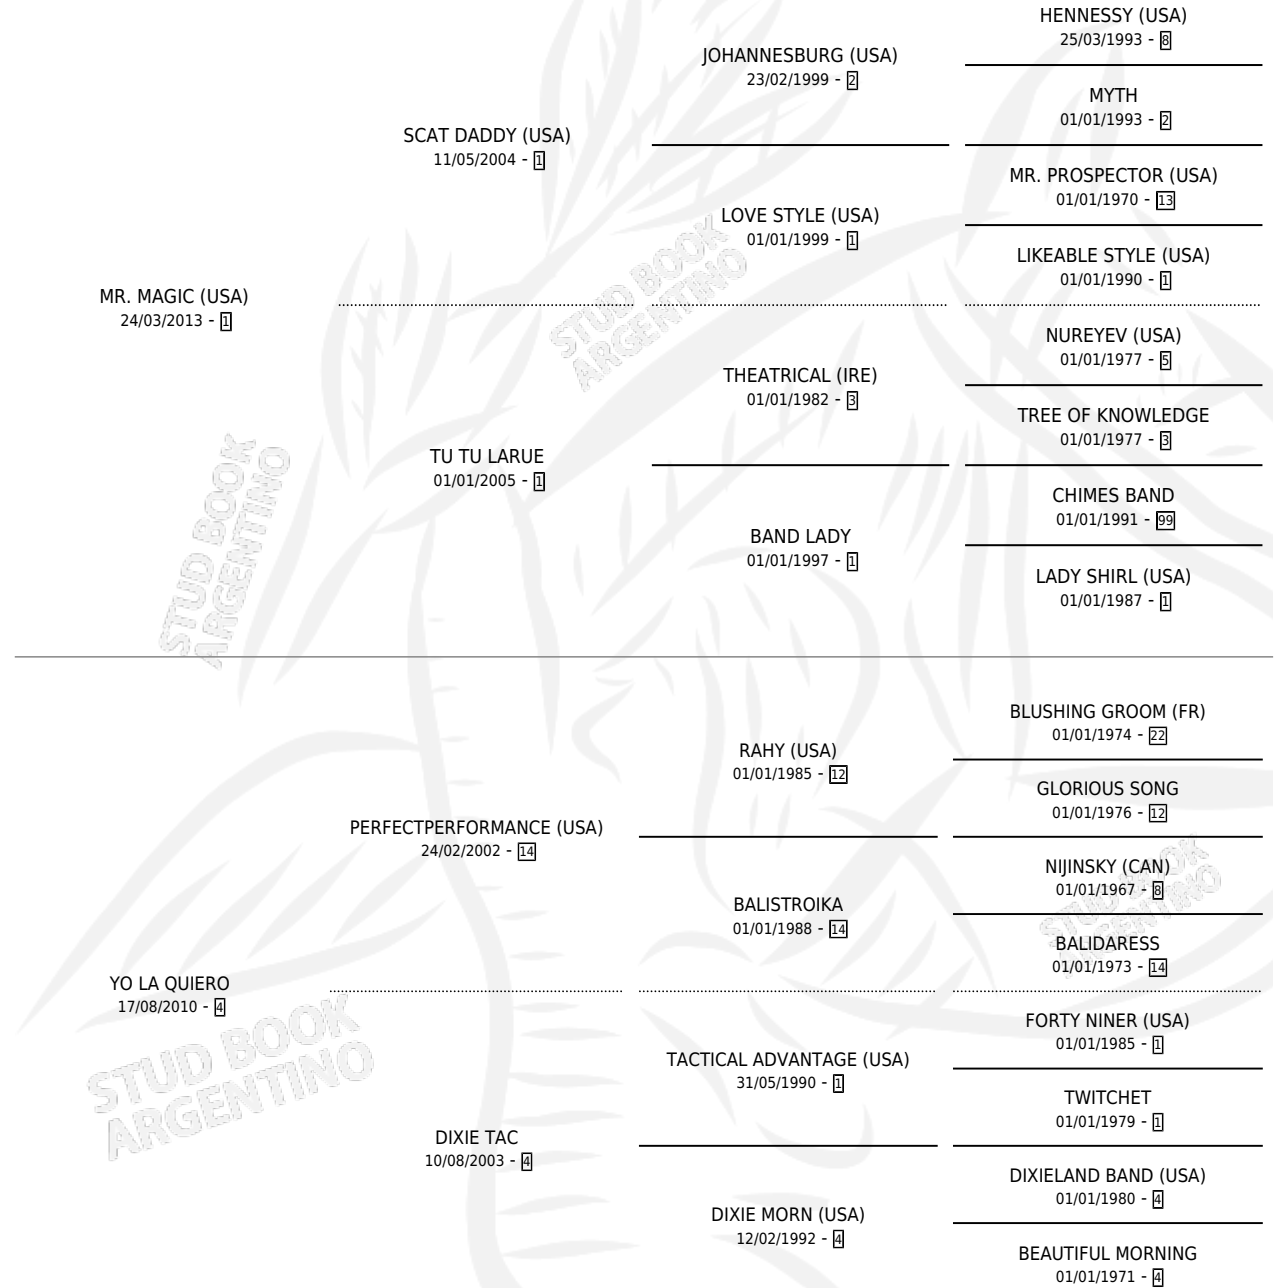 HENNESSY (USA)
25/03/1993 - 8
JOHANNESBURG (USA)
23/02/1999 - 2
MYTH
01/01/1993 - 2
SCAT DADDY (USA)
11/05/2004 - 1
MR. PROSPECTOR (USA)
01/01/1970 - 13
LOVE STYLE (USA)
01/01/1999 - 1
LIKEABLE STYLE (USA)
01/01/1990 - 1
MR. MAGIC (USA)
24/03/2013 - 1
STUD BOOK
ARGENTINO
NUREYEV (USA)
01/01/1977 - 5
THEATRICAL (IRE)
01/01/1982 - 3
TREE OF KNOWLEDGE
01/01/1977 - 3
TU TU LARUE
01/01/2005 - 1
CHIMES BAND
01/01/1991 - 99
BAND LADY
01/01/1997 - 1
LADY SHIRL (USA)
01/01/1987 - 1
STUD BOOK
ARGENTINO
BLUSHING GROOM (FR)
01/01/1974 - 22
RAHY (USA)
01/01/1985 - 12
GLORIOUS SONG
01/01/1976 - 12
PERFECTPERFORMANCE (USA)
24/02/2002 - 14
NIJINSKY (CAN)
01/01/1967 - 8
BALISTROIKA
01/01/1988 - 14
BALIDARESS
01/01/1973 - 14
STUD BOOK
ARGENTINO
YO LA QUIERO
17/08/2010 - 4
FORTY NINER (USA)
01/01/1985 - 1
TACTICAL ADVANTAGE (USA)
31/05/1990 - 1
TWITCHET
01/01/1979 - 1
STUD BOOK
ARGENTINO
DIXIE TAC
10/08/2003 - 4
DIXIELAND BAND (USA)
01/01/1980 - 4
DIXIE MORN (USA)
12/02/1992 - 4
BEAUTIFUL MORNING
01/01/1971 - 4